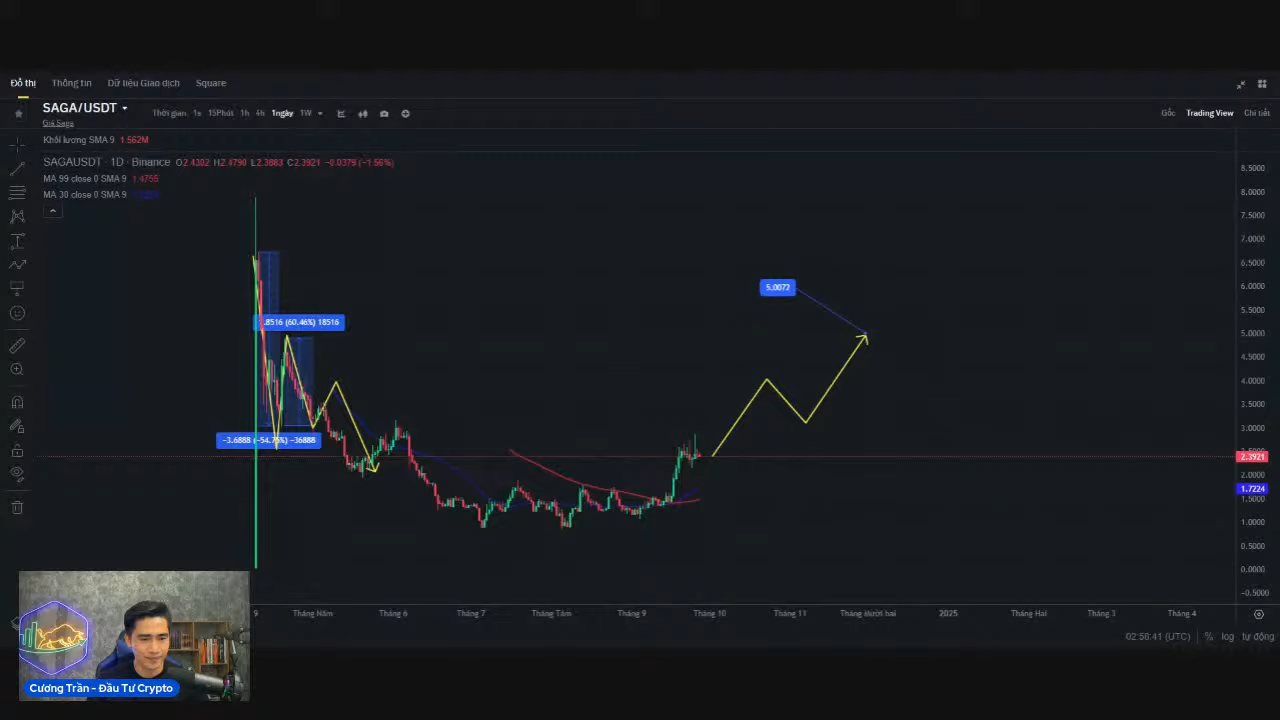 Đồ thị Thông tin Dữ liệu Giao dịch Square
SAGA/USDT
Giá Saga
Thời gian 1s 15Phút 1h 4h 1ngày 1W
Gốc Trading View Chi tiết
Khối lượng SMA 9 1.562M
SAGAUSDT · 1D · Binance O2.4302 H2.4790 L2.3883 C2.3921 −0.0379 (−1.56%)
MA 99 close 0 SMA 9 1.4755
MA 30 close 0 SMA 9
8.5000
8.0000
7.5000
7.0000
6.5000
6.0000
5.5000
5.0000
4.5000
4.0000
3.5000
3.0000
2.3921
2.0000
1.7224
1.5000
1.0000
0.5000
0.0000
−0.5000
5.0072
.8516 (60.46%) 18516
−3.6888 (−54.75%) −36888
9 Tháng Năm Tháng 6 Tháng 7 Tháng Tám Tháng 9 Tháng 10 Tháng 11 Tháng Mười hai 2025 Tháng Hai Tháng 3 Tháng 4
02:56:41 (UTC) % log tự động
Cương Trần - Đầu Tư Crypto